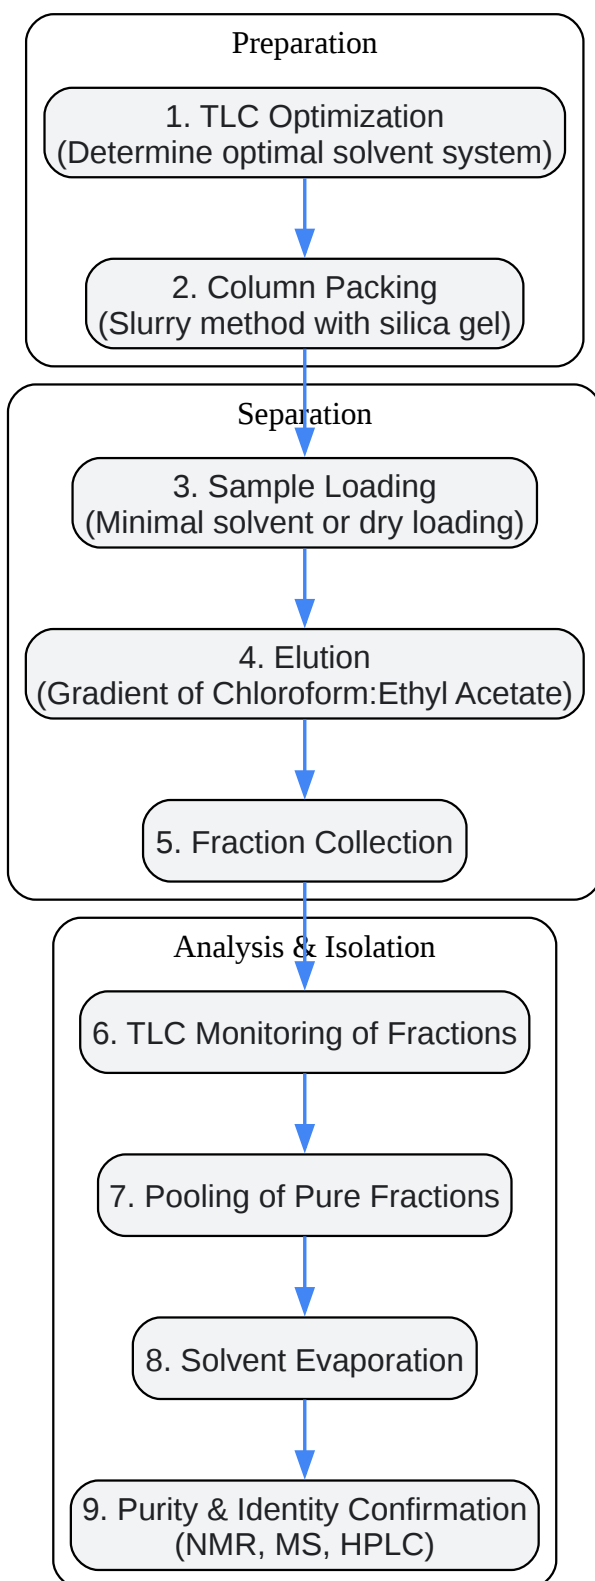 Preparation
1. TLC Optimization
(Determine optimal solvent system)
2. Column Packing
(Slurry method with silica gel)
Separation
3. Sample Loading
(Minimal solvent or dry loading)
4. Elution
(Gradient of Chloroform:Ethyl Acetate)
5. Fraction Collection
Analysis & Isolation
6. TLC Monitoring of Fractions
7. Pooling of Pure Fractions
8. Solvent Evaporation
9. Purity & Identity Confirmation
(NMR, MS, HPLC)